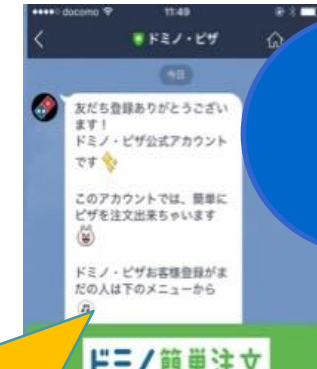 docomo 11:49
ドミノ・ピザ
今日
友だち登録ありがとうござい
ます！
ドミノ・ピザ公式アカウント
です
このアカウントでは、簡単に
ピザを注文出来ちゃいます
ドミノ・ピザお客様登録がま
だの人は下のメニューから
ドミノ簡単注文